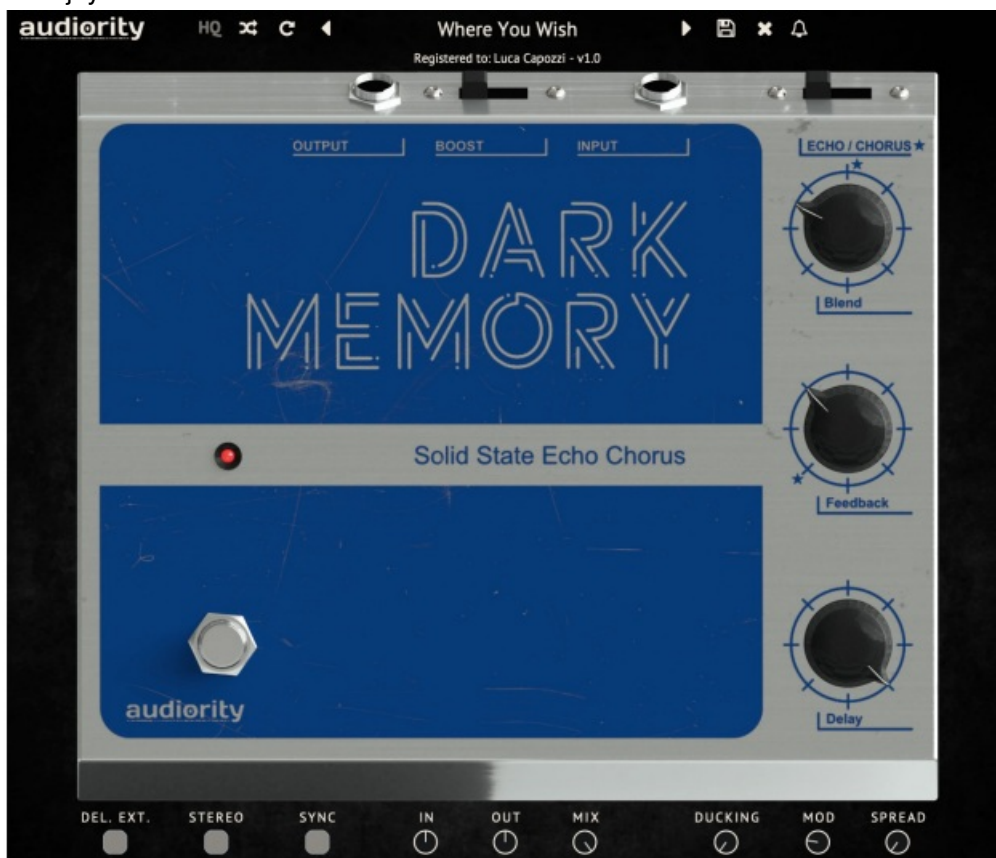 audiority HQ Where You Wish
Registered to: Luca Capozzi - v1.0
OUTPUT BOOST INPUT ECHO / CHORUS
DARK
MEMORY
Blend
Solid State Echo Chorus
Feedback
audiority
Delay
DEL. EXT. STEREO SYNC IN OUT MIX DUCKING MOD SPREAD